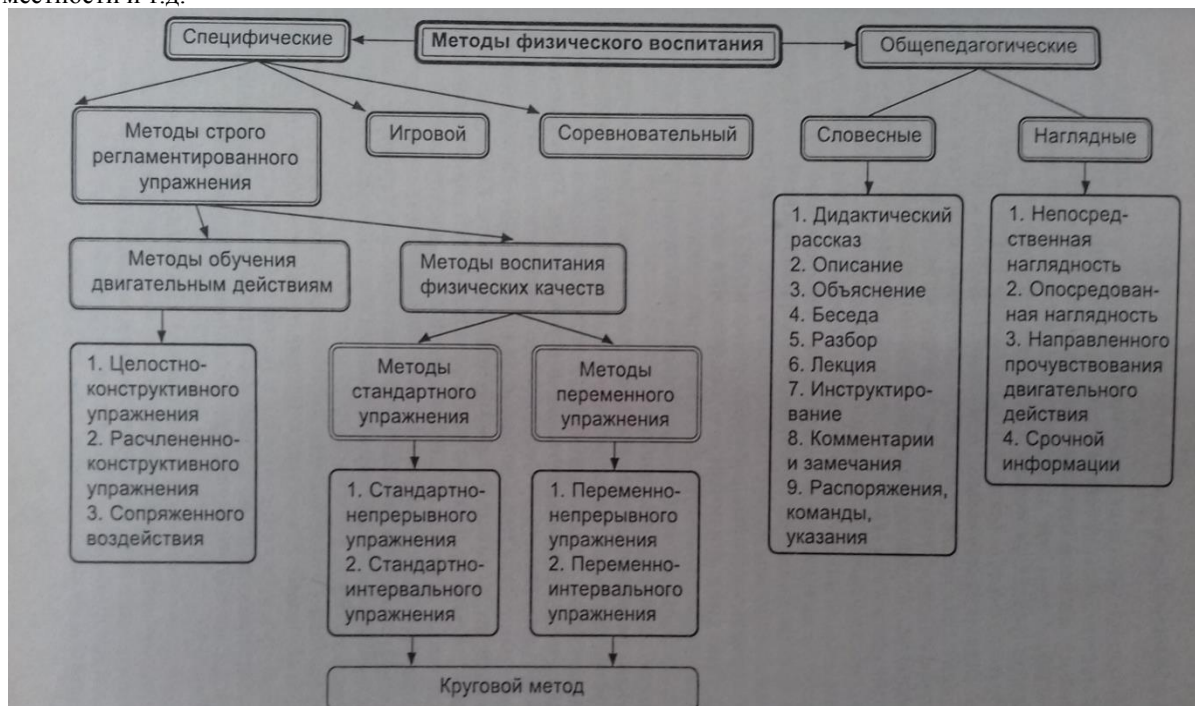 местности и т.д.
Методы физического воспитания
Специфические
Общепедагогические
Методы строго
регламентированного
упражнения
Игровой
Соревновательный
Словесные
Наглядные
Методы обучения
двигательным действиям
Методы воспитания
физических качеств
1. Целостно-
конструктивного
упражнения
2. Расчлененно-
конструктивного
упражнения
3. Сопряженного
воздействия
Методы
стандартного
упражнения
Методы
переменного
упражнения
1. Стандартно-
непрерывного
упражнения
2. Стандартно-
интервального
упражнения
1. Переменно-
непрерывного
упражнения
2. Переменно-
интервального
упражнения
Круговой метод
1. Дидактический
рассказ
2. Описание
3. Объяснение
4. Беседа
5. Разбор
6. Лекция
7. Инструктиро-
вание
8. Комментарии
и замечания
9. Распоряжения,
команды,
указания
1. Непосред-
ственная
наглядность
2. Опосредован-
ная наглядность
3. Направленного
прочувствования
двигательного
действия
4. Срочной
информации